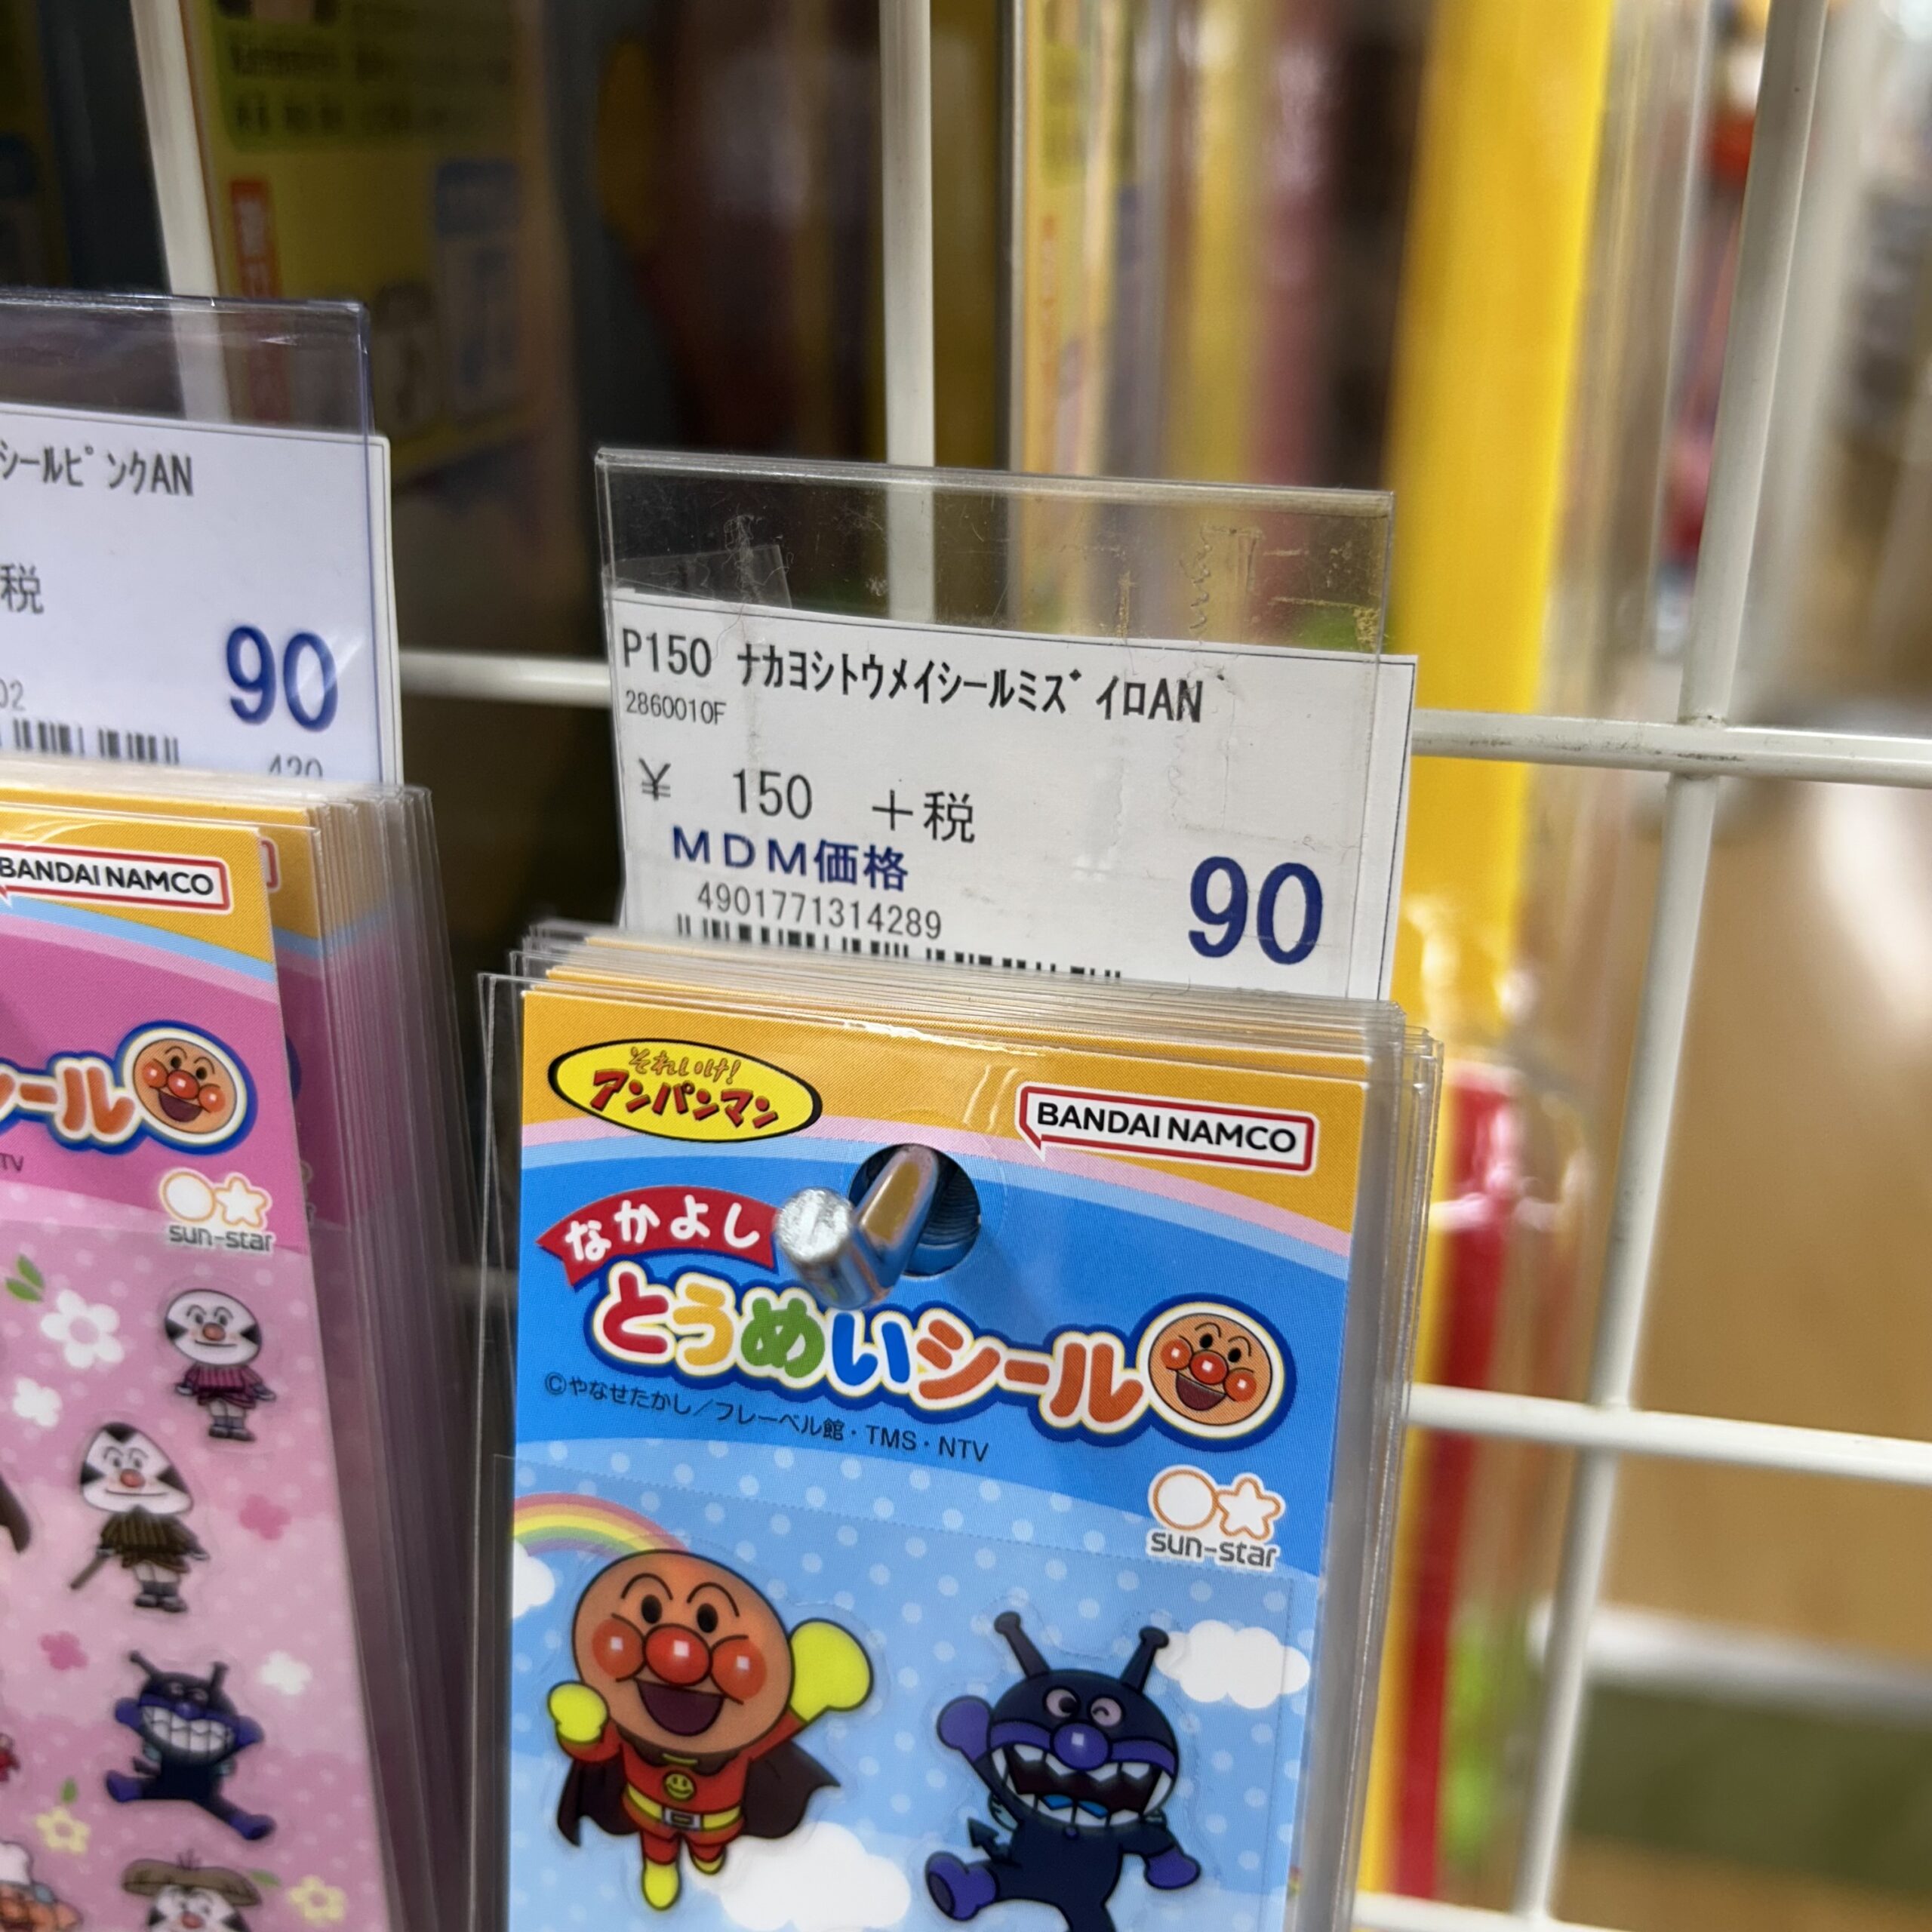 シールピンクAN
税
90
02
420
BANDAI NAMCO
シール
NTV
sun-star
P150 ナカヨシトウメイシールミズイロAN
2860010F
¥ 150 +税
MDM価格
90
4901771314289
それいけ!
アンパンマン
BANDAI NAMCO
なかよし
とうめいシール
©やなせたかし/フレーベル館・TMS・NTV
sun-star